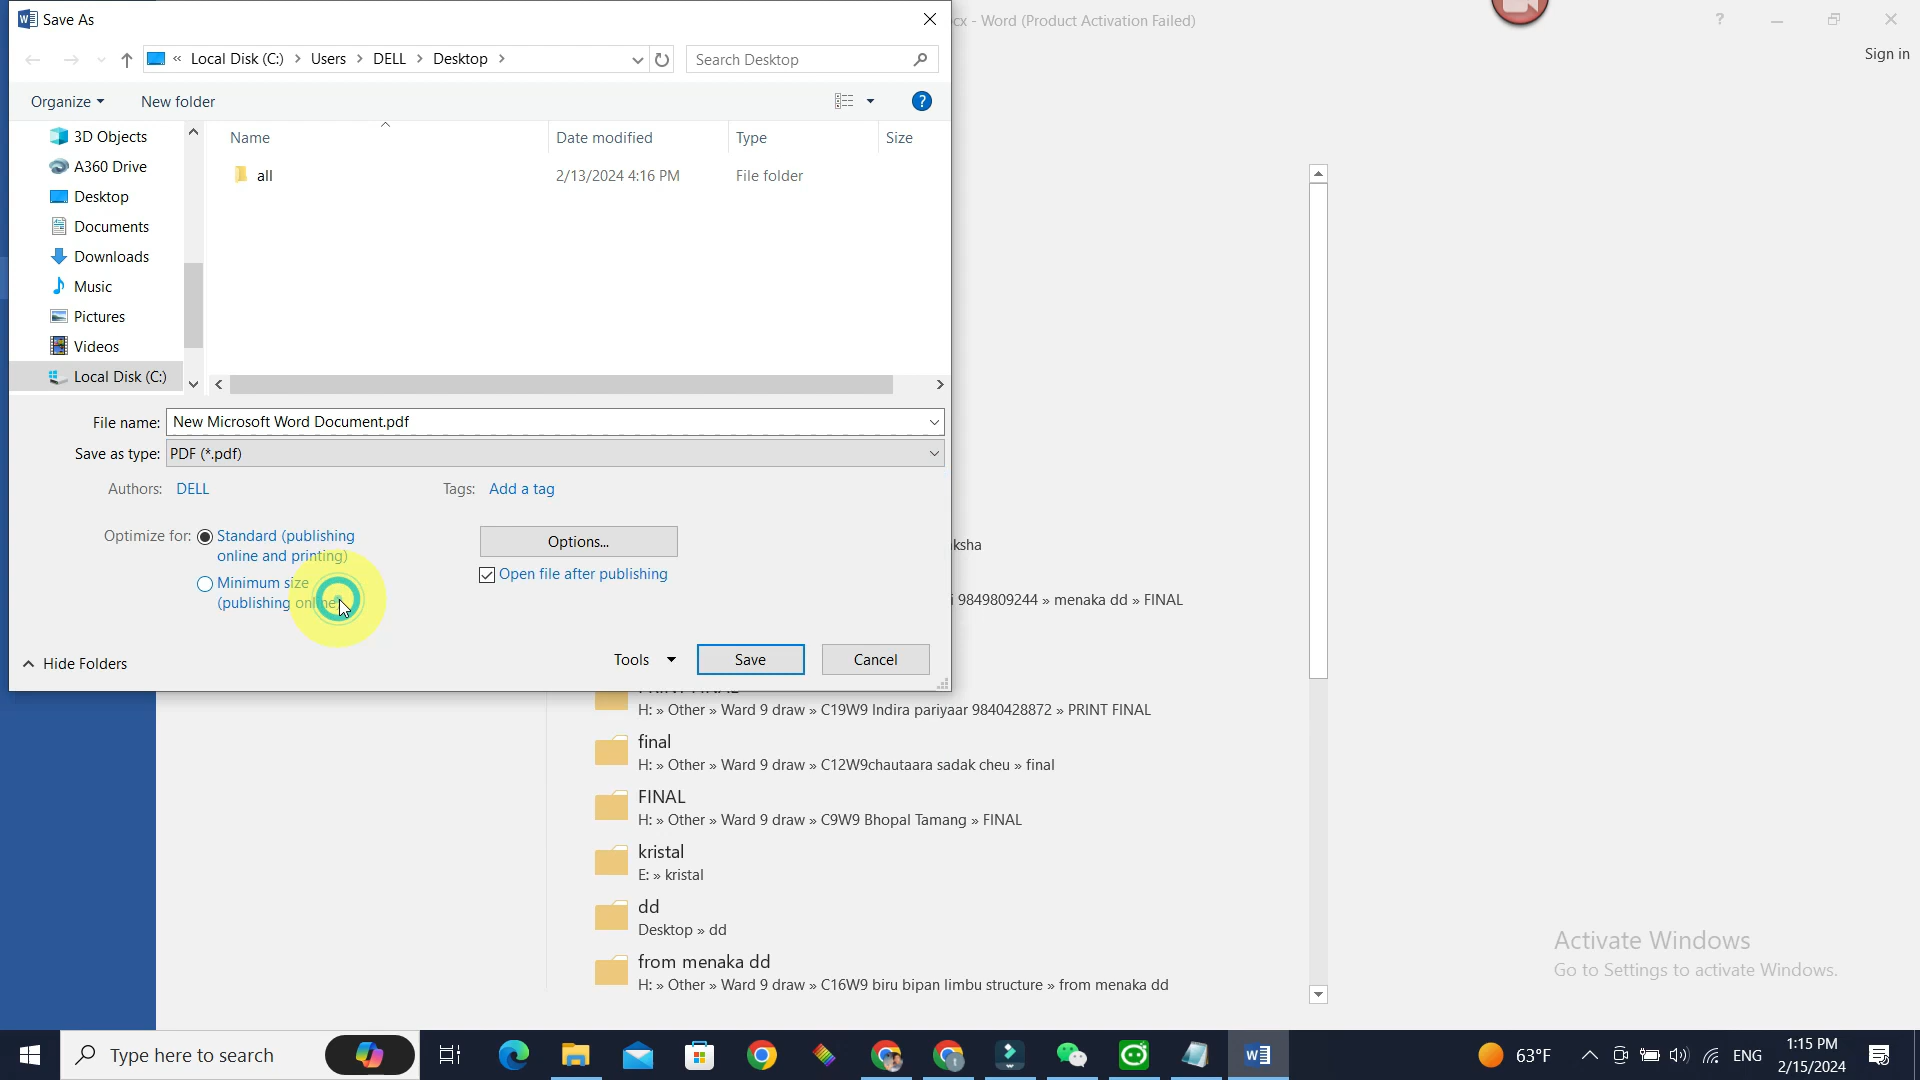 Save As
cx - Word (Product Activation Failed)
?
Sign in
« Local Disk (C:) > Users > DELL > Desktop >
Search Desktop
Organize
New folder
?
3D Objects
A360 Drive
Desktop
Documents
Downloads
Music
Pictures
Videos
Local Disk (C:)
Name
Date modified
Type
Size
all
2/13/2024 4:16 PM
File folder
File name: New Microsoft Word Document.pdf
Save as type: PDF (*.pdf)
Authors: DELL
Tags: Add a tag
Optimize for:
Standard (publishing
online and printing)
Minimum size
(publishing online)
Options...
Open file after publishing
Hide Folders
Tools
Save
Cancel
ksha
i 9849809244 » menaka dd » FINAL
H: » Other » Ward 9 draw » C19W9 Indira pariyaar 9840428872 » PRINT FINAL
final
H: » Other » Ward 9 draw » C12W9chautaara sadak cheu » final
FINAL
H: » Other » Ward 9 draw » C9W9 Bhopal Tamang » FINAL
kristal
E: » kristal
dd
Desktop » dd
from menaka dd
H: » Other » Ward 9 draw » C16W9 biru bipan limbu structure » from menaka dd
Activate Windows
Go to Settings to activate Windows.
Type here to search
63°F
ENG
1:15 PM
2/15/2024